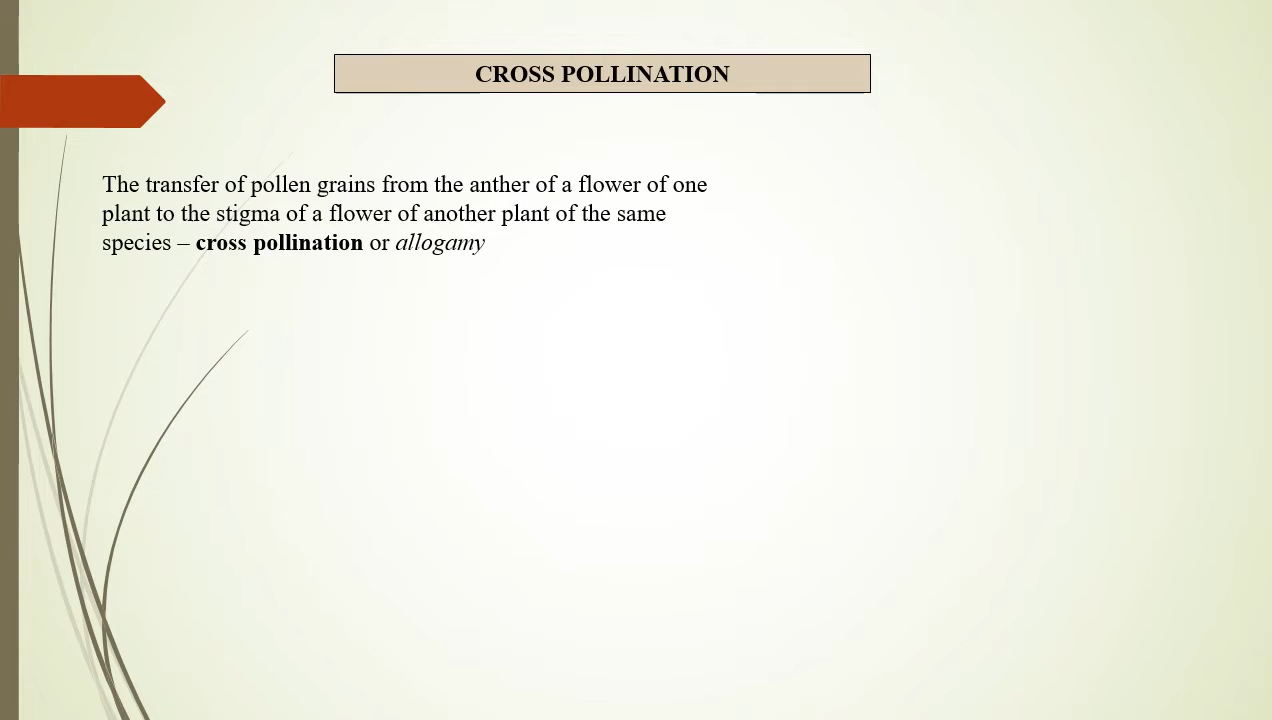 CROSS POLLINATION
The transfer of pollen grains from the anther of a flower of one
plant to the stigma of a flower of another plant of the same
species – cross pollination or allogamy